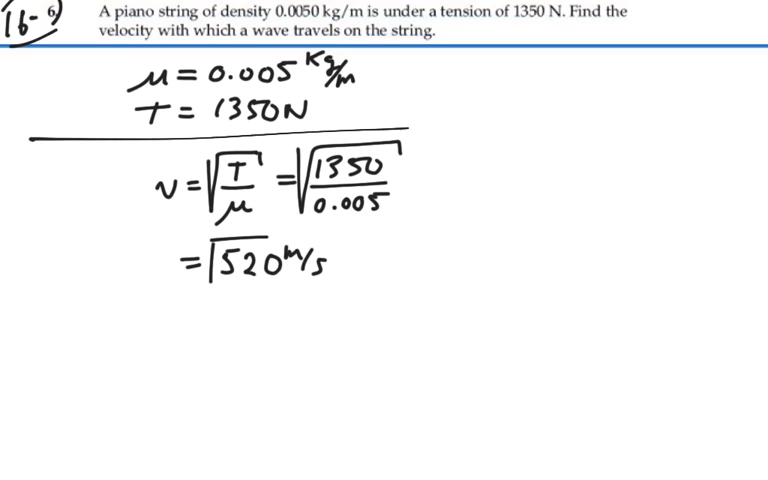 16- 6) A piano string of density 0.0050 kg/m is under a tension of 1350 N. Find the
velocity with which a wave travels on the string.
μ = 0.005 Kg/m
T = 1350N
v = √(T/μ) = √(1350/0.005)
= √520 m/s